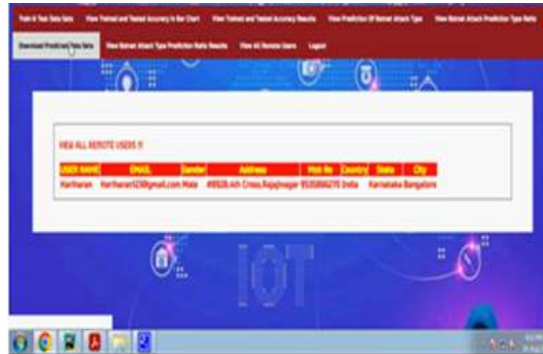 Train & Test Data Sets View Trained and Tested Accuracy in Bar Chart View Trained and Tested Accuracy Results View Prediction Of Botnet Attack Type View Botnet Attack Type Prediction Ratio
Download Predicted Data Sets View Botnet Attack Type Prediction Ratio Results View All Remote Users Logout
VIEW ALL REMOTE USERS !!
USER NAME EMAIL Gender Address Mob No Country State City
Hariharan Hariharan123@gmail.com Male #8928,4th Cross,Rajajinagar 9535866270 India Karnataka Bangalore
IOT